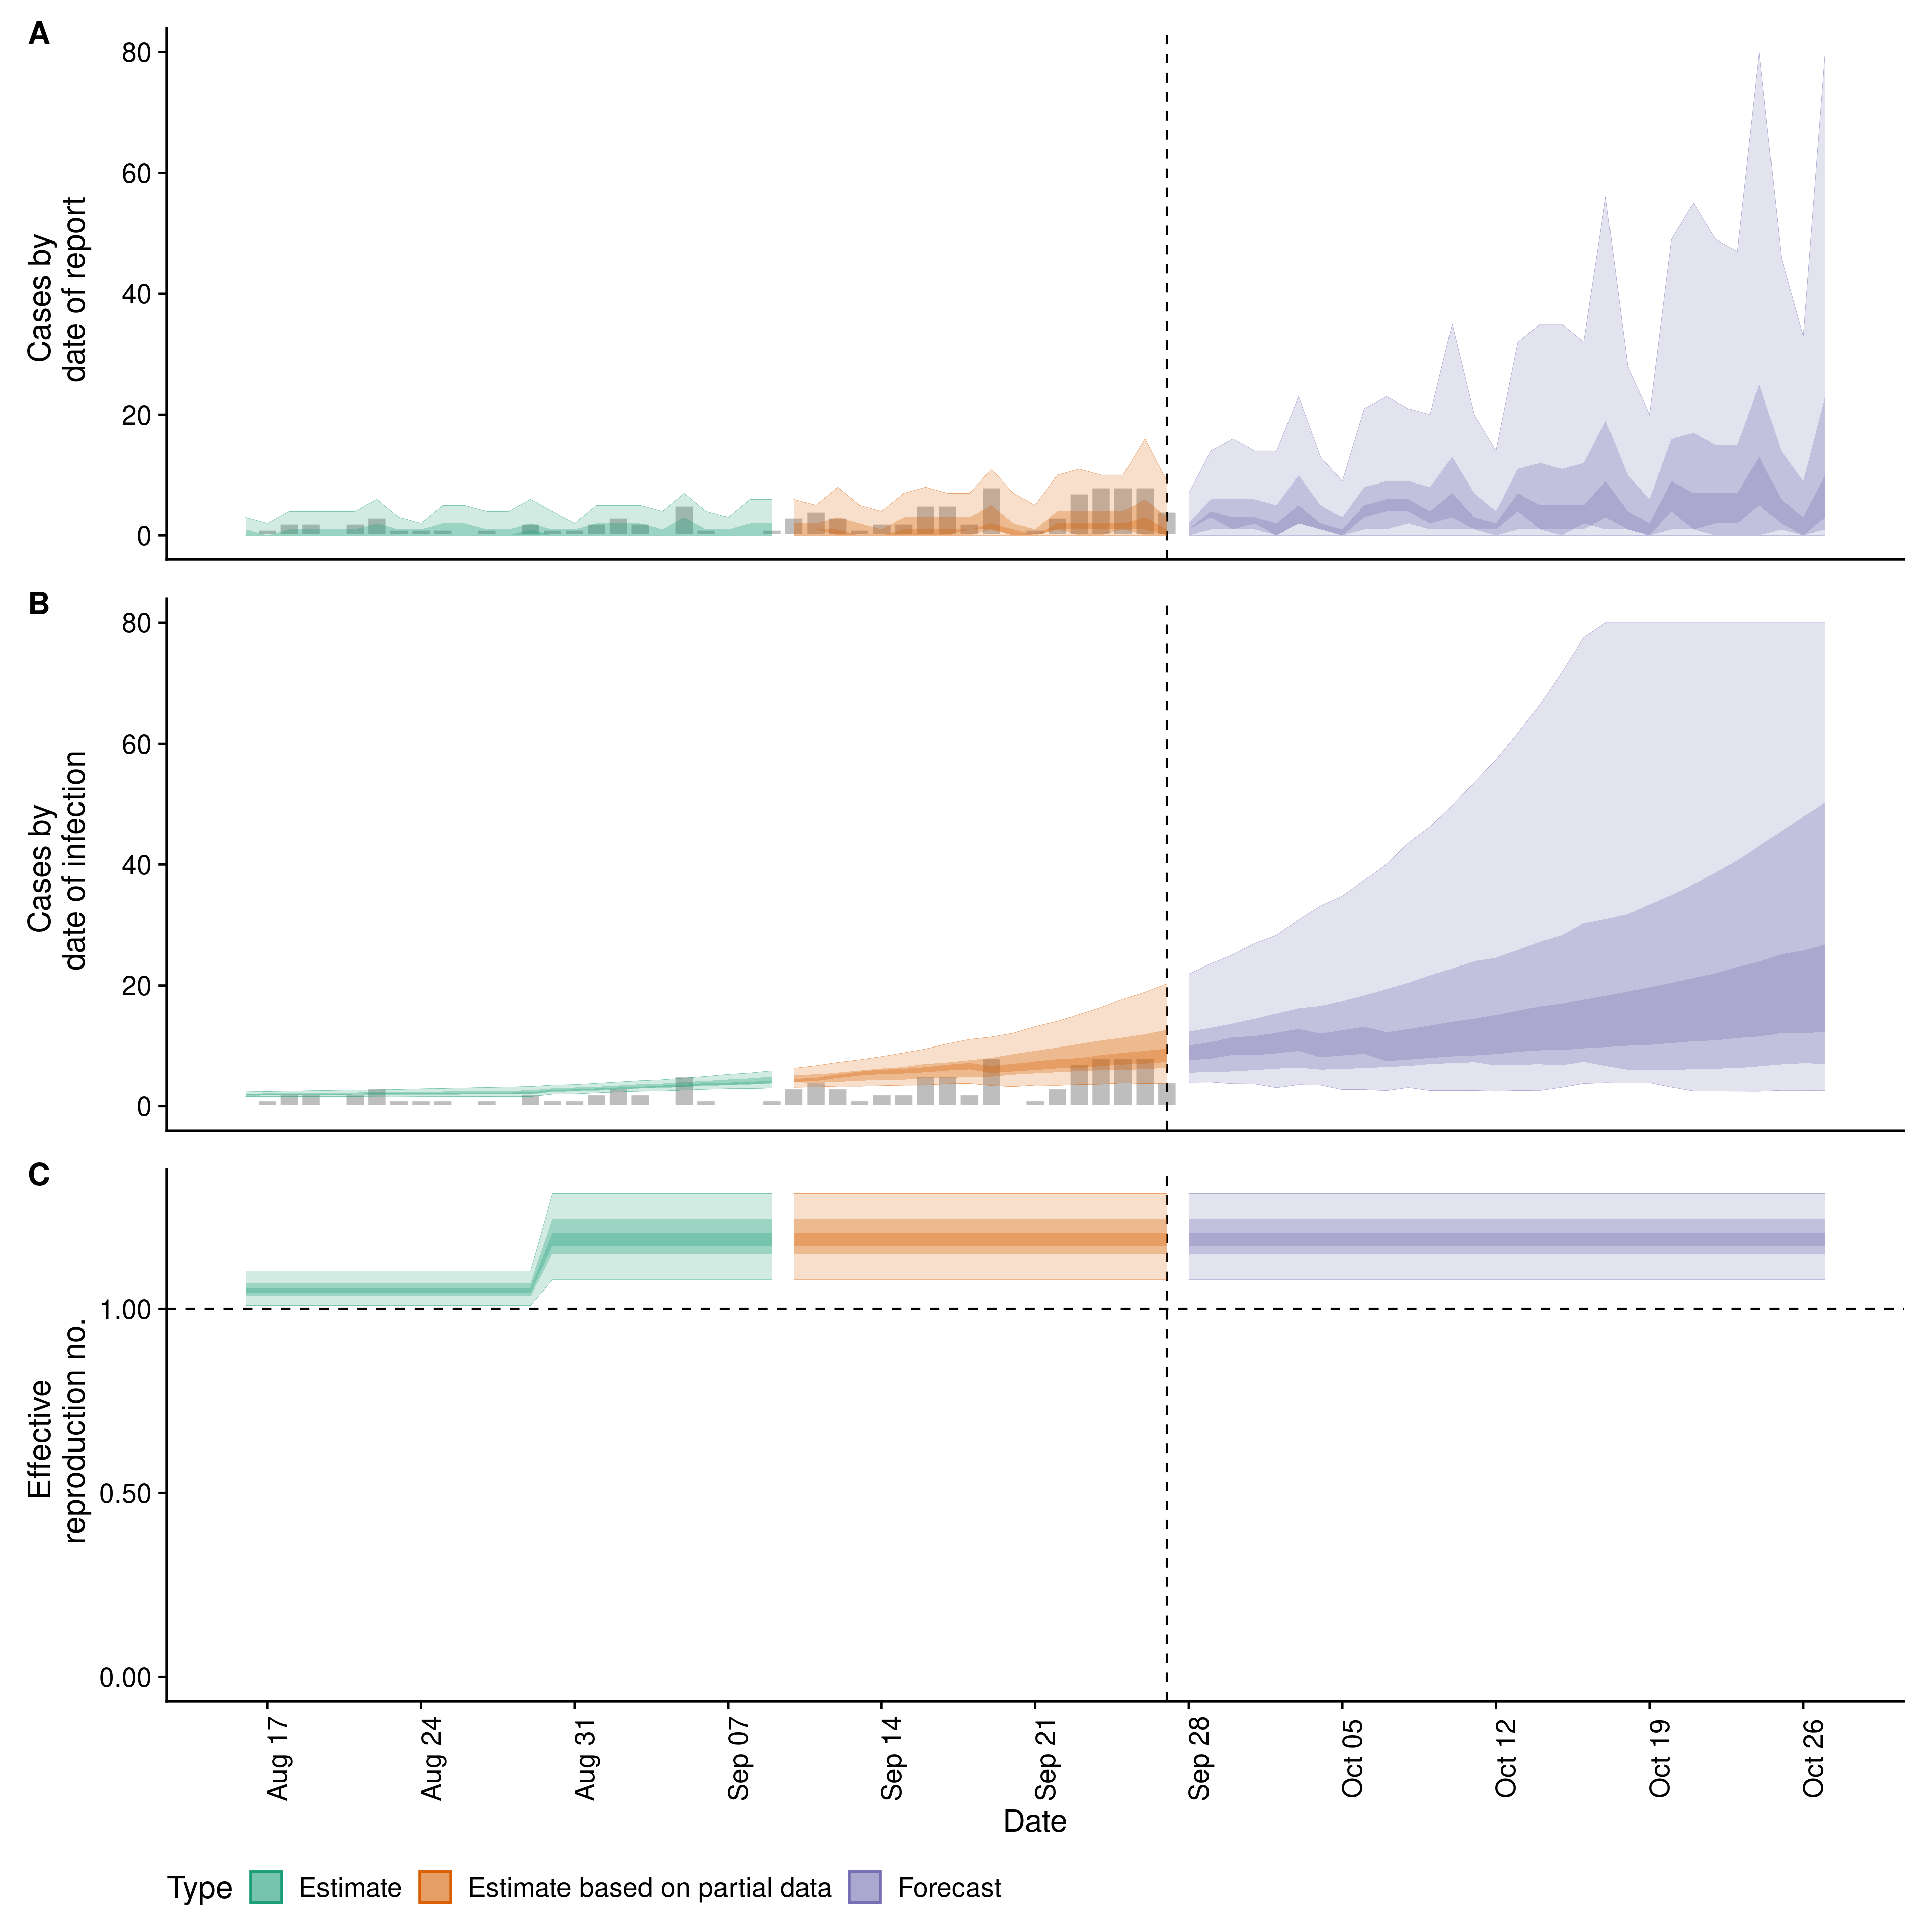 A
80
60
40
20
0
Cases by
date of report
B
80
60
40
20
0
Cases by
date of infection
C
1.00
0.50
0.00
Effective
reproduction no.
Aug 17
Aug 24
Aug 31
Sep 07
Sep 14
Sep 21
Sep 28
Oct 05
Oct 12
Oct 19
Oct 26
Date
Type Estimate Estimate based on partial data Forecast